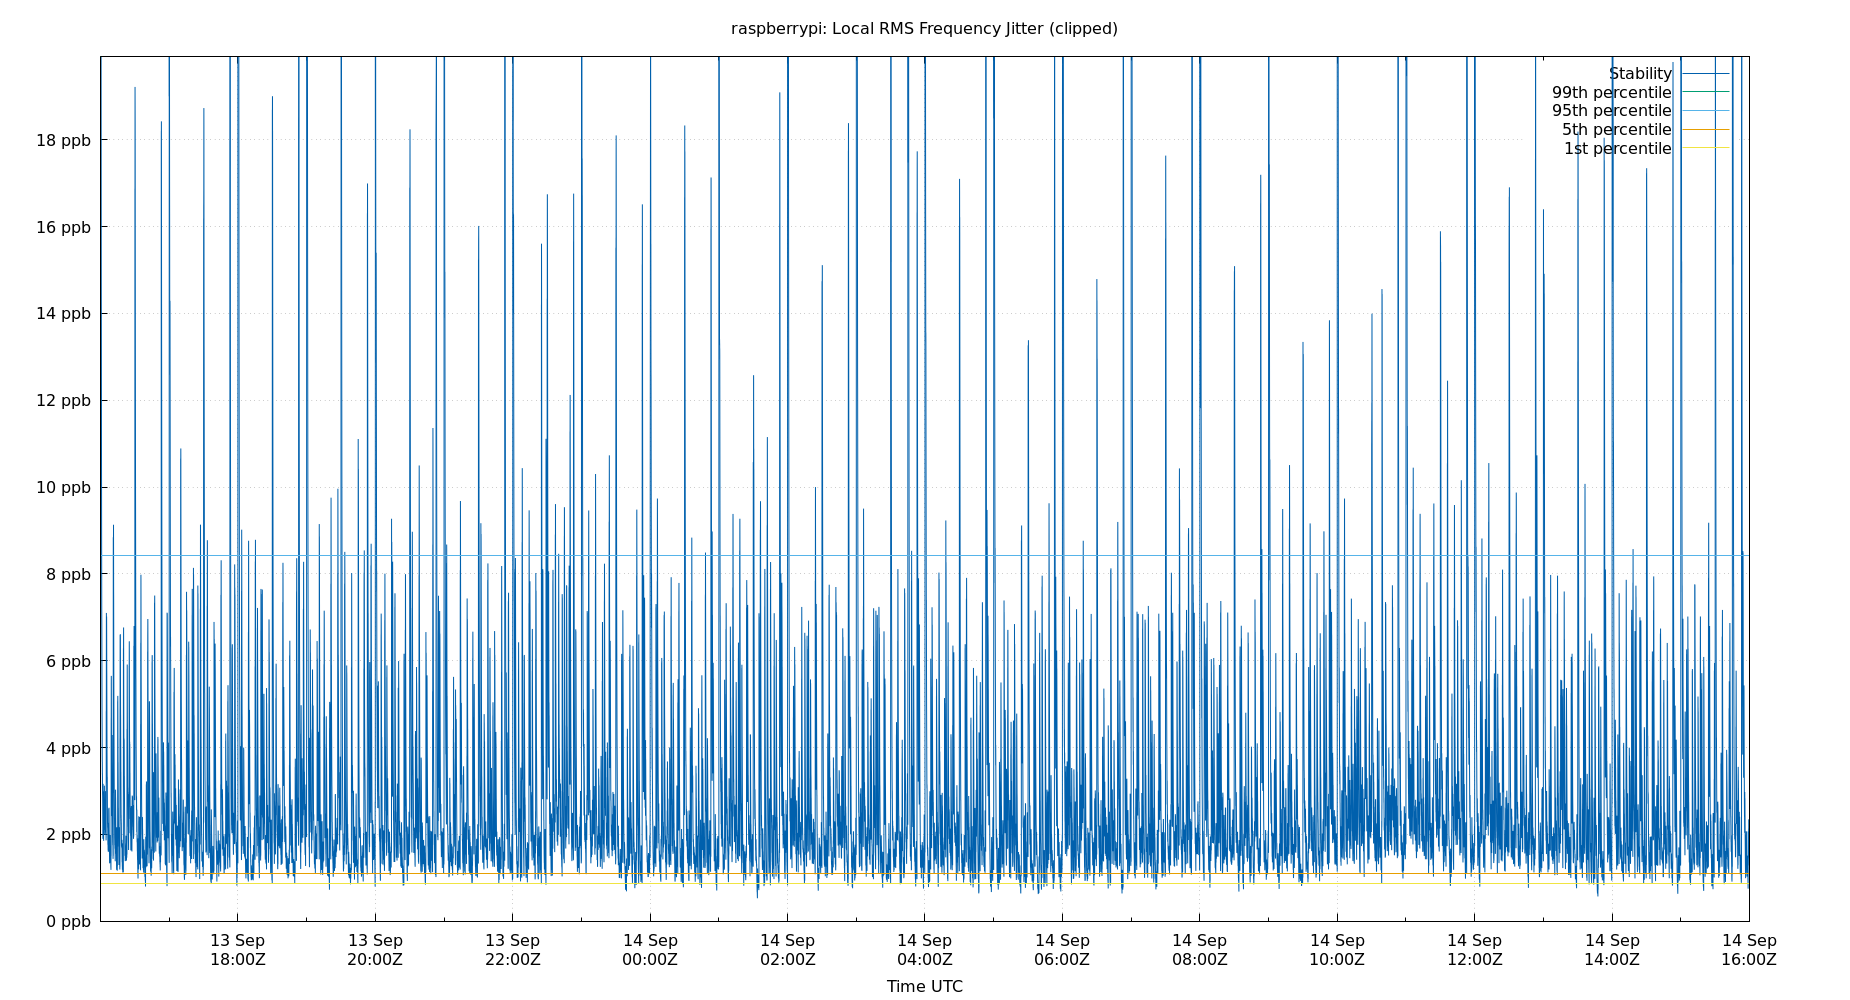 raspberrypi: Local RMS Frequency Jitter (clipped)
Stability
99th percentile
95th percentile
5th percentile
1st percentile
18 ppb
16 ppb
14 ppb
12 ppb
10 ppb
8 ppb
6 ppb
4 ppb
2 ppb
0 ppb
13 Sep 13 Sep 13 Sep 14 Sep 14 Sep 14 Sep 14 Sep 14 Sep 14 Sep 14 Sep 14 Sep 14 Sep
18:00Z 20:00Z 22:00Z 00:00Z 02:00Z 04:00Z 06:00Z 08:00Z 10:00Z 12:00Z 14:00Z 16:00Z
Time UTC